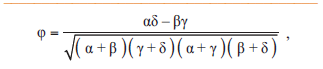 φ = (αδ – βγ) / √((α + β)(γ + δ)(α + γ)(β + δ)) ,